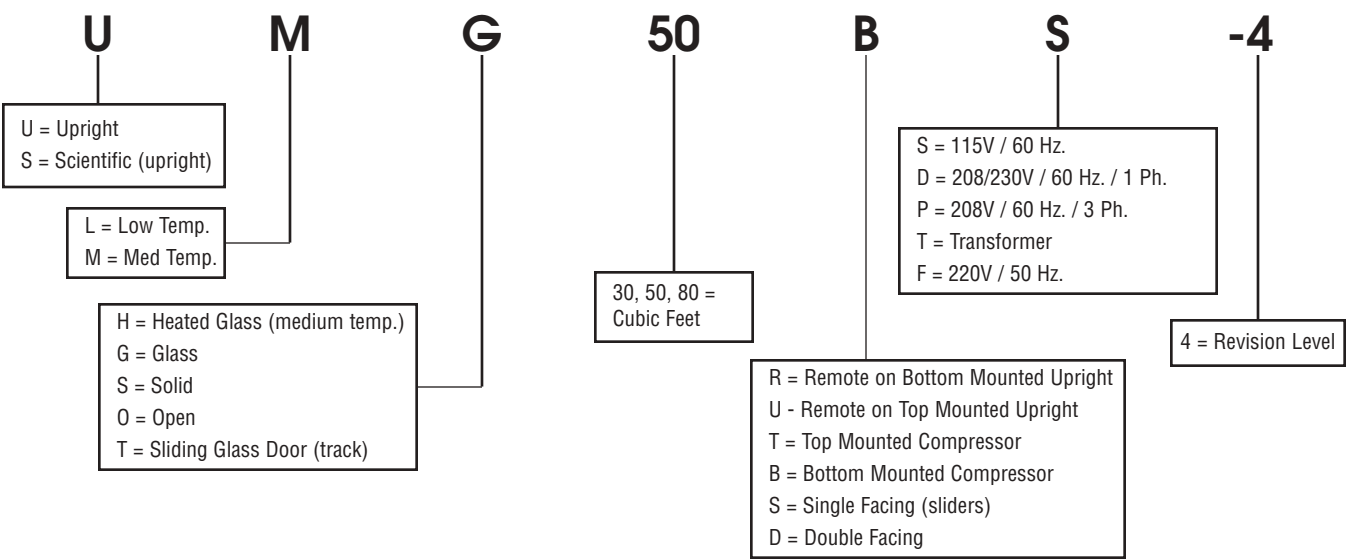 U M G 50 B S -4
U = Upright
S = Scientific (upright)
L = Low Temp.
M = Med Temp.
H = Heated Glass (medium temp.)
G = Glass
S = Solid
O = Open
T = Sliding Glass Door (track)
30, 50, 80 =
Cubic Feet
R = Remote on Bottom Mounted Upright
U - Remote on Top Mounted Upright
T = Top Mounted Compressor
B = Bottom Mounted Compressor
S = Single Facing (sliders)
D = Double Facing
S = 115V / 60 Hz.
D = 208/230V / 60 Hz. / 1 Ph.
P = 208V / 60 Hz. / 3 Ph.
T = Transformer
F = 220V / 50 Hz.
4 = Revision Level